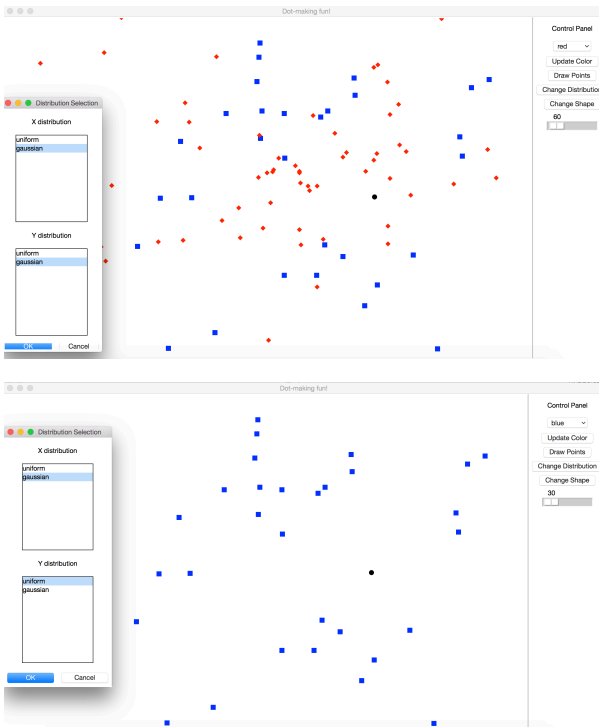 Dot-making fun!
Control Panel
red
Update Color
Draw Points
Change Distribution
Change Shape
60
Distribution Selection
X distribution
uniform
gaussian
Y distribution
uniform
gaussian
OK
Cancel
Dot-making fun!
Control Panel
blue
Update Color
Draw Points
Change Distribution
Change Shape
30
Distribution Selection
X distribution
uniform
gaussian
Y distribution
uniform
gaussian
OK
Cancel